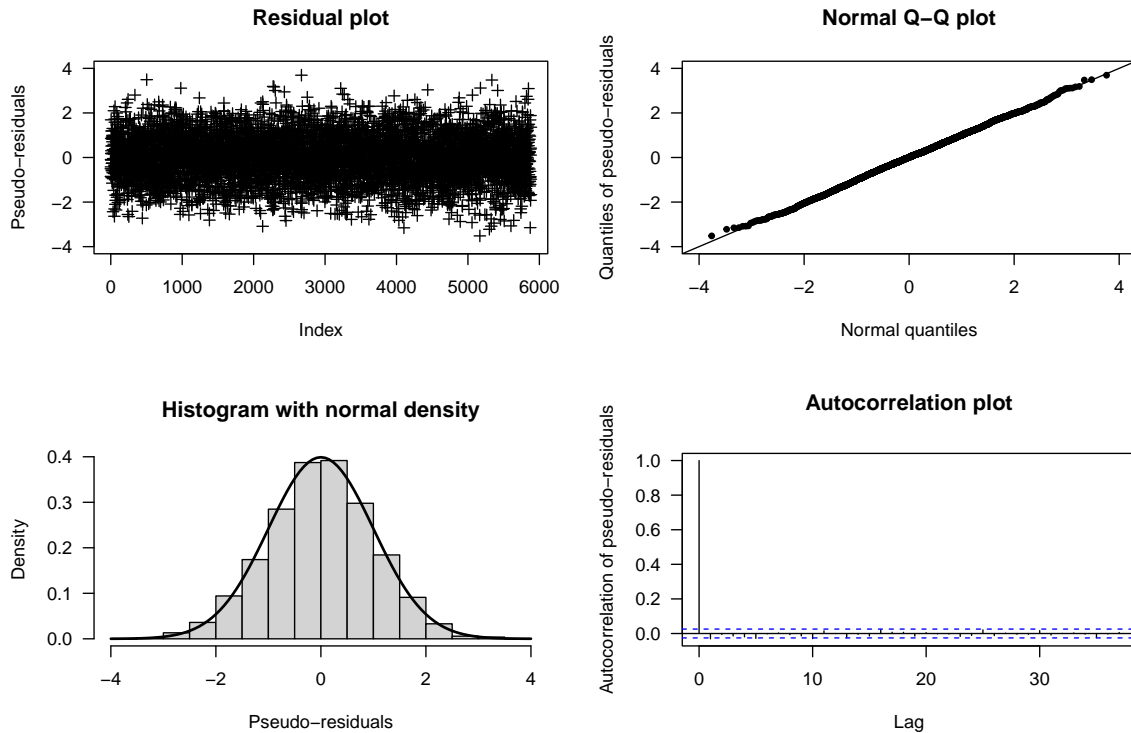 Residual plot
Pseudo−residuals
4
2
0
−2
−4
0 1000 2000 3000 4000 5000 6000
Index
Normal Q−Q plot
Quantiles of pseudo−residuals
4
2
0
−2
−4
−4 −2 0 2 4
Normal quantiles
Histogram with normal density
Density
0.4
0.3
0.2
0.1
0.0
−4 −2 0 2 4
Pseudo−residuals
Autocorrelation plot
Autocorrelation of pseudo−residuals
1.0
0.8
0.6
0.4
0.2
0.0
0 10 20 30
Lag